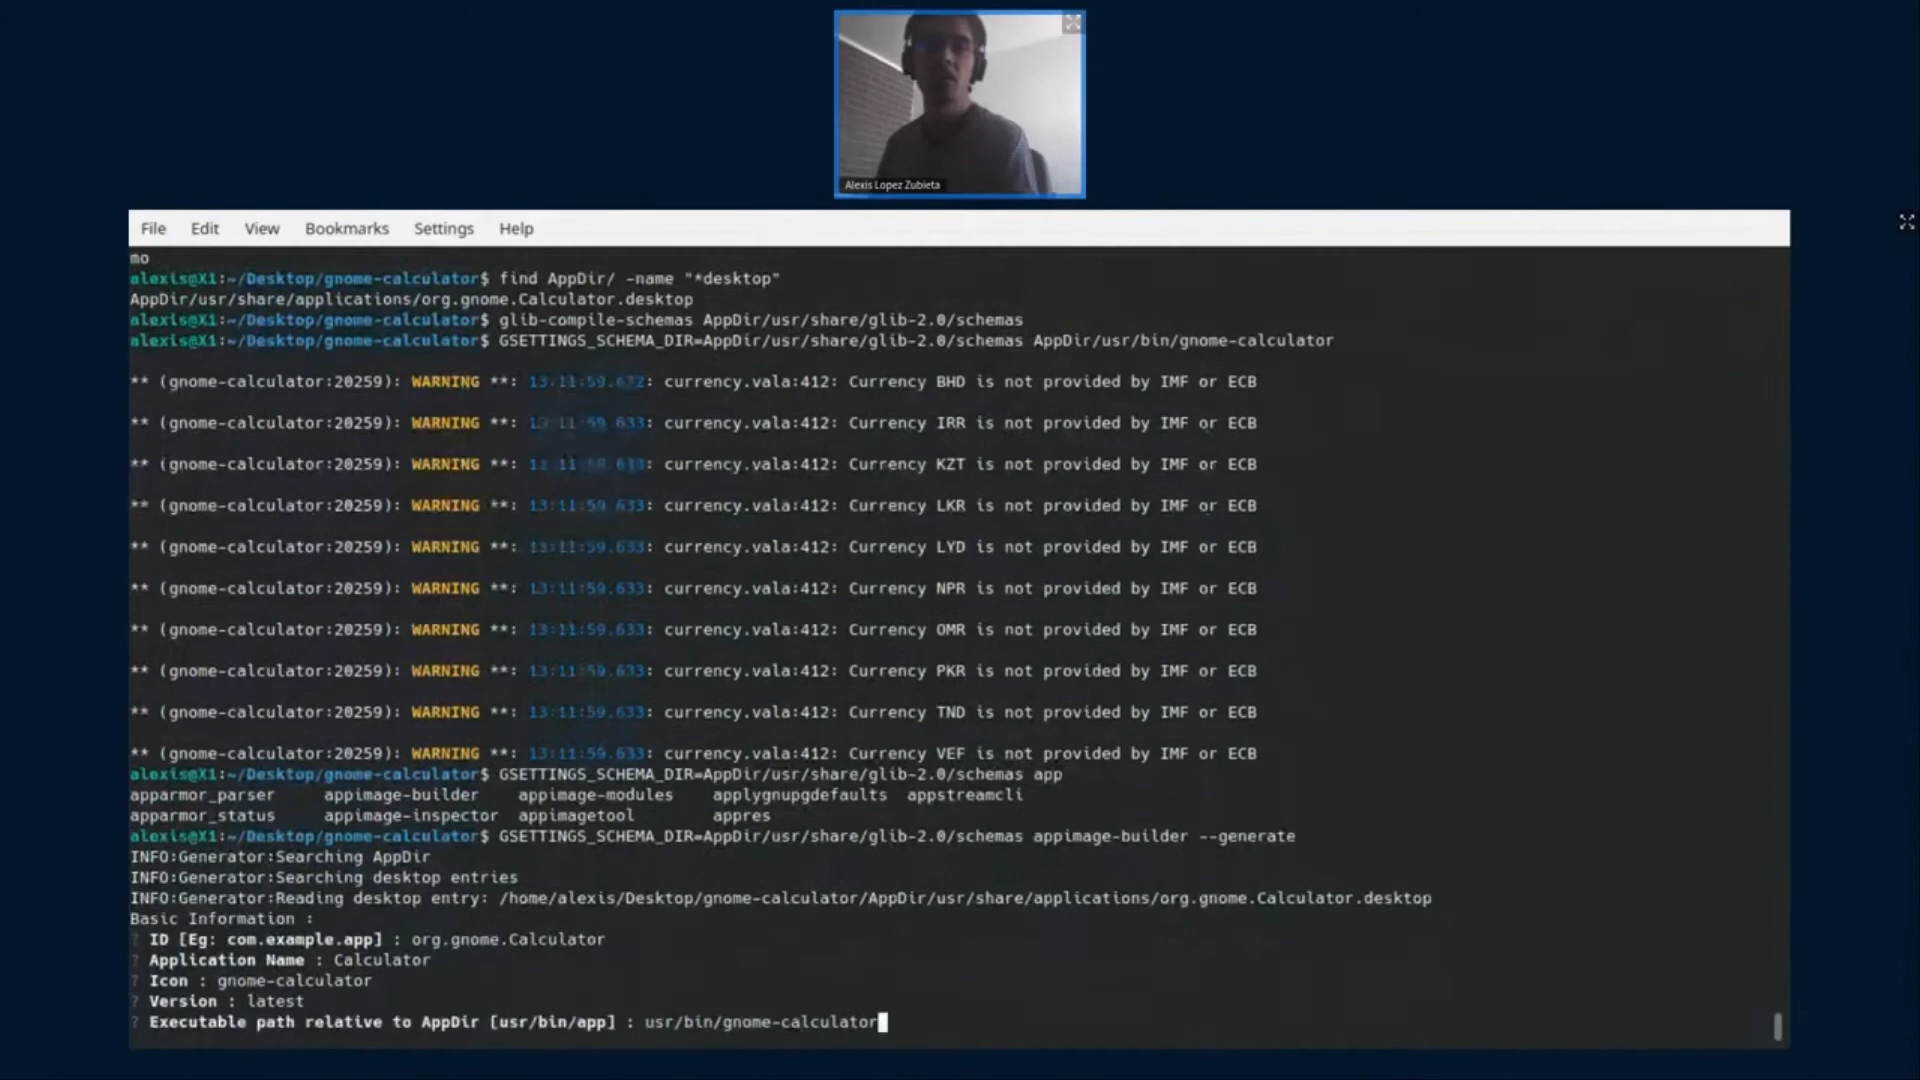 Alexis Lopez Zubieta
File Edit View Bookmarks Settings Help
mo
alexis@X1:~/Desktop/gnome-calculator$ find AppDir/ -name "*desktop"
AppDir/usr/share/applications/org.gnome.Calculator.desktop
alexis@X1:~/Desktop/gnome-calculator$ glib-compile-schemas AppDir/usr/share/glib-2.0/schemas
alexis@X1:~/Desktop/gnome-calculator$ GSETTINGS_SCHEMA_DIR=AppDir/usr/share/glib-2.0/schemas AppDir/usr/bin/gnome-calculator
** (gnome-calculator:20259): WARNING **: : currency.vala:412: Currency BHD is not provided by IMF or ECB
** (gnome-calculator:20259): WARNING **: : currency.vala:412: Currency IRR is not provided by IMF or ECB
** (gnome-calculator:20259): WARNING **: : currency.vala:412: Currency KZT is not provided by IMF or ECB
** (gnome-calculator:20259): WARNING **: 13:11:59.633: currency.vala:412: Currency LKR is not provided by IMF or ECB
** (gnome-calculator:20259): WARNING **: 13:11:59.633: currency.vala:412: Currency LYD is not provided by IMF or ECB
** (gnome-calculator:20259): WARNING **: 13:11:59.633: currency.vala:412: Currency NPR is not provided by IMF or ECB
** (gnome-calculator:20259): WARNING **: 13:11:59.633: currency.vala:412: Currency OMR is not provided by IMF or ECB
** (gnome-calculator:20259): WARNING **: 13:11:59.633: currency.vala:412: Currency PKR is not provided by IMF or ECB
** (gnome-calculator:20259): WARNING **: 13:11:59.633: currency.vala:412: Currency TND is not provided by IMF or ECB
** (gnome-calculator:20259): WARNING **: 13:11:59.633: currency.vala:412: Currency VEF is not provided by IMF or ECB
alexis@X1:~/Desktop/gnome-calculator$ GSETTINGS_SCHEMA_DIR=AppDir/usr/share/glib-2.0/schemas app
apparmor_parser appimage-builder appimage-modules applygnupgdefaults appstreamcli
apparmor_status appimage-inspector appimagetool appres
alexis@X1:~/Desktop/gnome-calculator$ GSETTINGS_SCHEMA_DIR=AppDir/usr/share/glib-2.0/schemas appimage-builder --generate
INFO:Generator:Searching AppDir
INFO:Generator:Searching desktop entries
INFO:Generator:Reading desktop entry: /home/alexis/Desktop/gnome-calculator/AppDir/usr/share/applications/org.gnome.Calculator.desktop
Basic Information :
? ID [Eg: com.example.app] : org.gnome.Calculator
? Application Name : Calculator
? Icon : gnome-calculator
? Version : latest
? Executable path relative to AppDir [usr/bin/app] : usr/bin/gnome-calculator